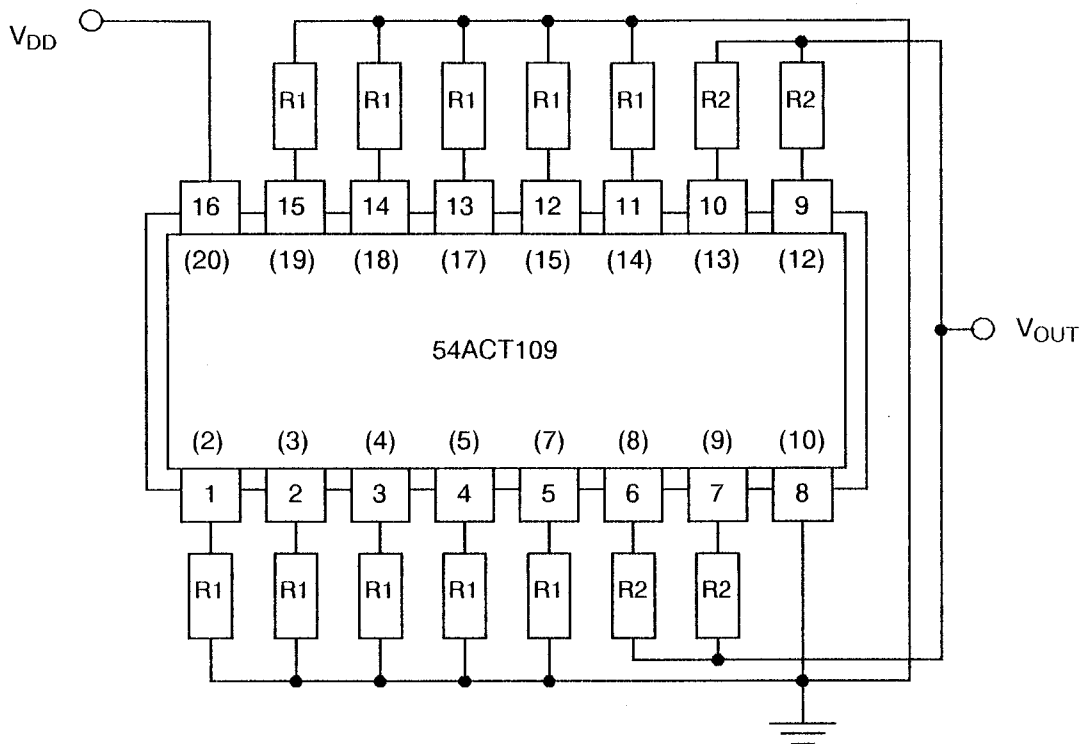 V_DD
R1 R1 R1 R1 R1 R2 R2
16 15 14 13 12 11 10 9
(20) (19) (18) (17) (15) (14) (13) (12)
54ACT109
V_OUT
(2) (3) (4) (5) (7) (8) (9) (10)
1 2 3 4 5 6 7 8
R1 R1 R1 R1 R1 R2 R2